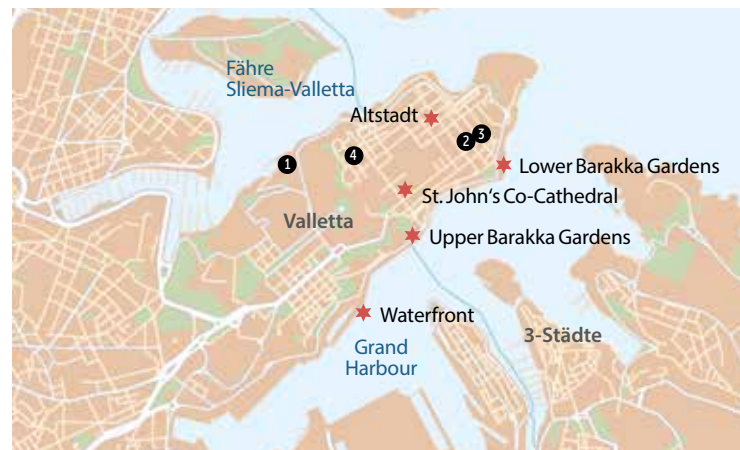 Fähre
Sliema-Valletta
Altstadt
3
2
4
1
Lower Barakka Gardens
St. John‘s Co-Cathedral
Valletta
Upper Barakka Gardens
Waterfront
3-Städte
Grand
Harbour